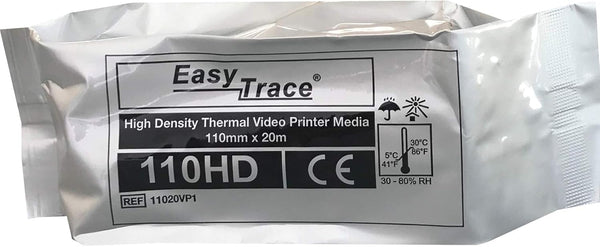 Easy
Trace®
High Density Thermal Video Printer Media
110mm x 20m
110HD
CE
30°C
86°F
5°C
41°F
30 - 80% RH
REF 11020VP1